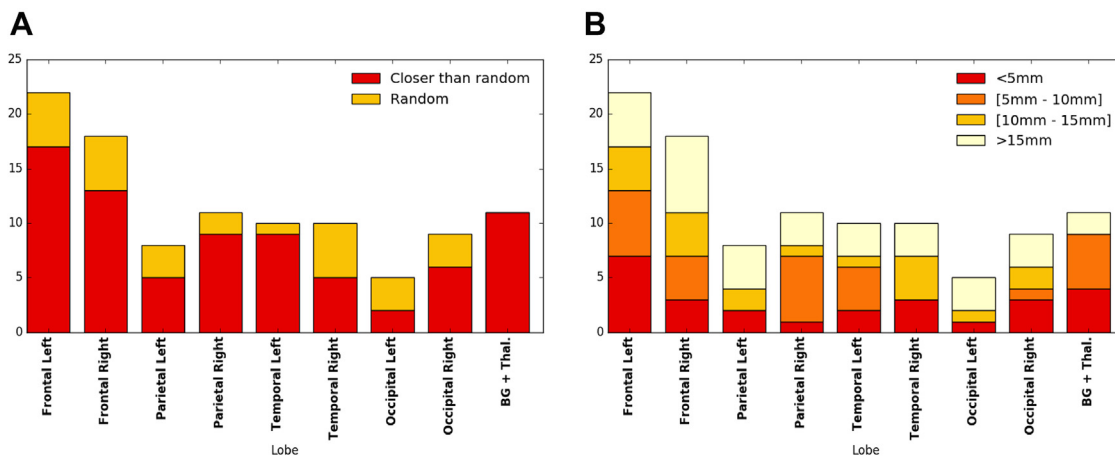 A
25
20
15
10
5
0
Closer than random
Random
Frontal Left
Frontal Right
Parietal Left
Parietal Right
Temporal Left
Temporal Right
Occipital Left
Occipital Right
BG + Thal.
Lobe
B
25
20
15
10
5
0
<5mm
[5mm - 10mm]
[10mm - 15mm]
>15mm
Frontal Left
Frontal Right
Parietal Left
Parietal Right
Temporal Left
Temporal Right
Occipital Left
Occipital Right
BG + Thal.
Lobe